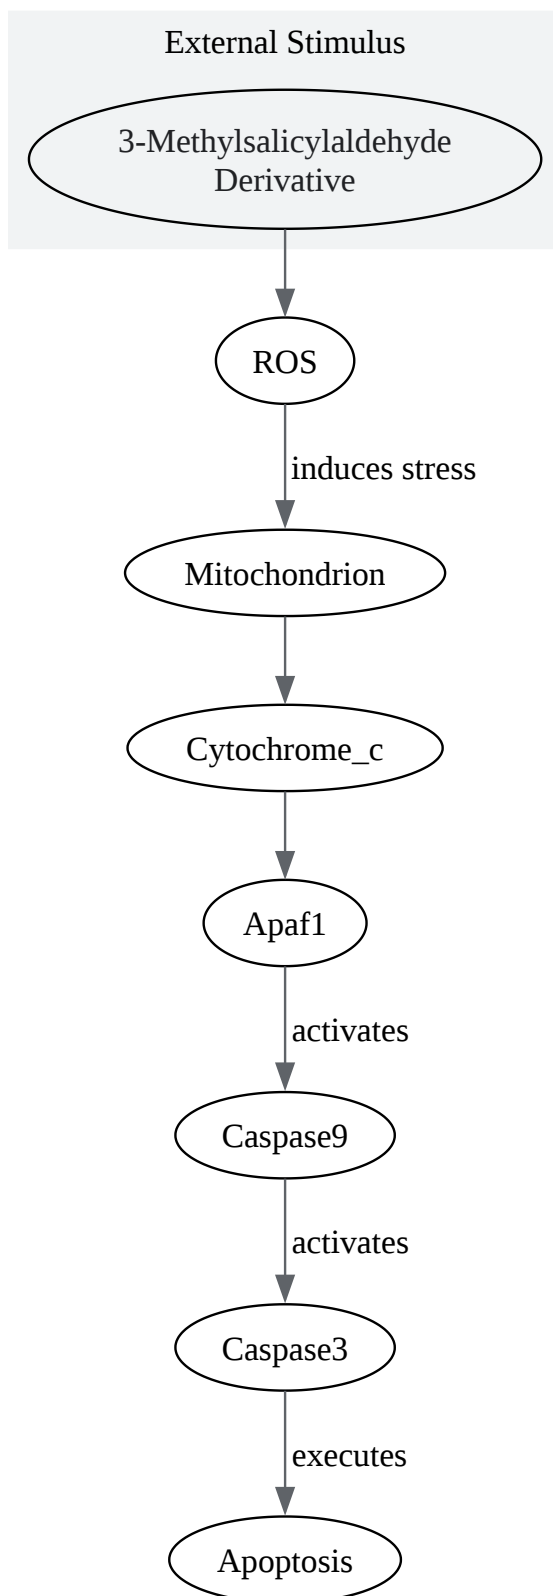 External Stimulus
3-Methylsalicylaldehyde
Derivative
ROS
induces stress
Mitochondrion
Cytochrome_c
Apaf1
activates
Caspase9
activates
Caspase3
executes
Apoptosis